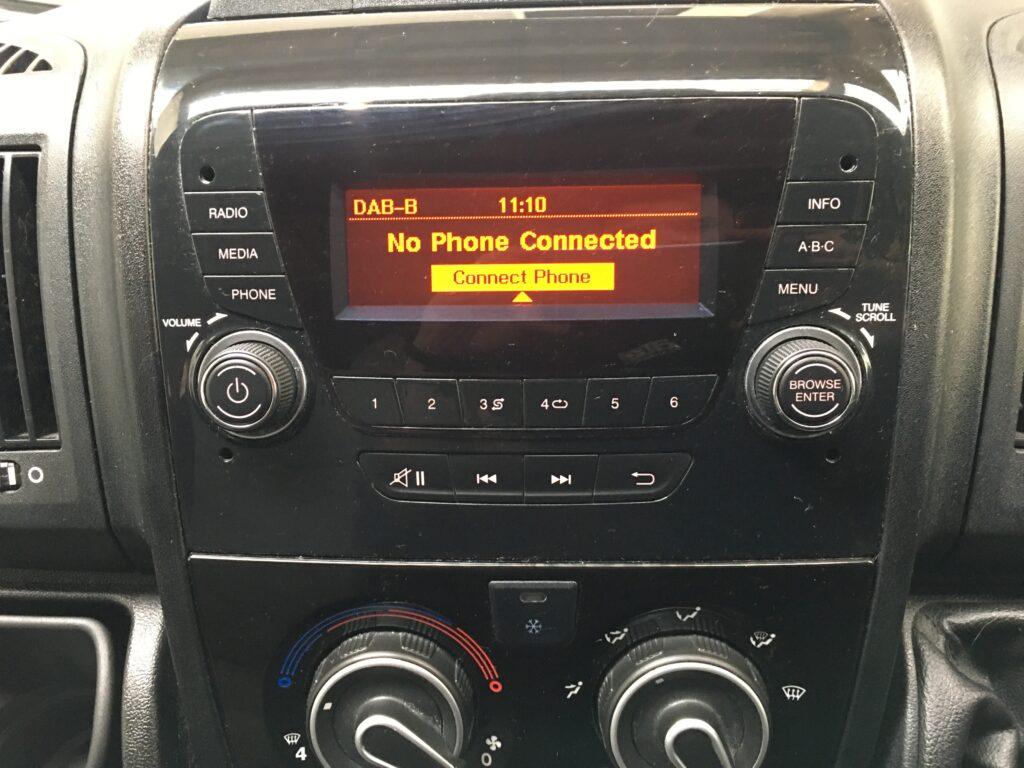 DAB-B 11:10
No Phone Connected
Connect Phone
RADIO
MEDIA
PHONE
VOLUME
INFO
A·B·C
MENU
TUNE
SCROLL
BROWSE
ENTER
1 2 3 4 5 6
4 0